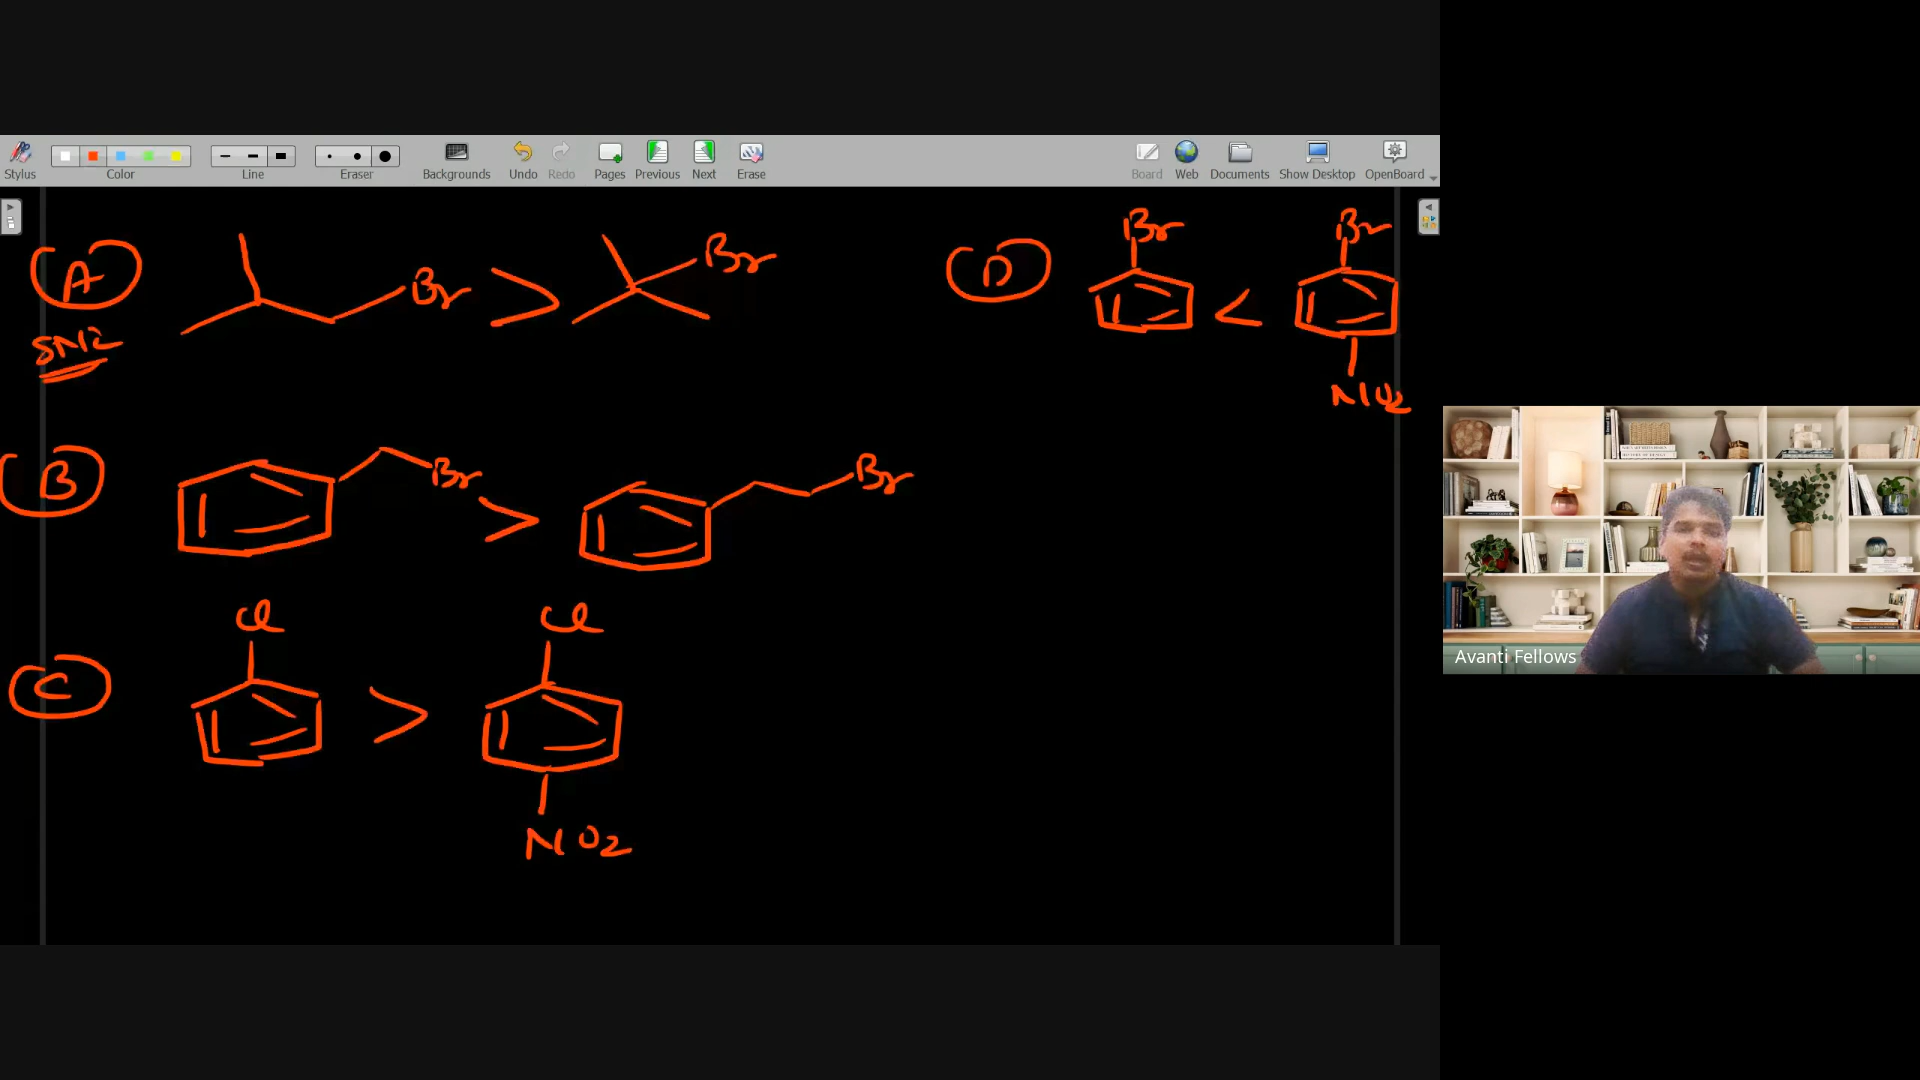 Stylus Color Line Eraser Backgrounds Undo Redo Pages Previous Next Erase Board Web Documents Show Desktop OpenBoard
A Br > Br
SN2
B Br > Br
C Cl > Cl
NO2
D Br < Br
NO2
Avanti Fellows